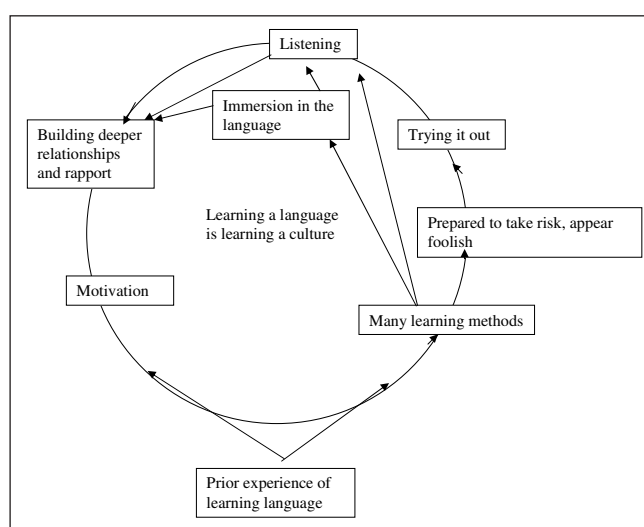 Listening
Immersion in the
language
Building deeper
relationships
and rapport
Trying it out
Prepared to take risk, appear
foolish
Learning a language
is learning a culture
Motivation
Many learning methods
Prior experience of
learning language